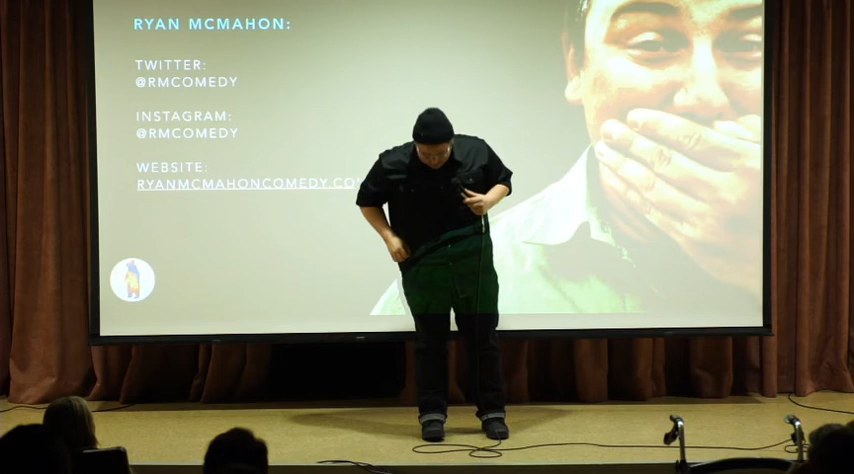 RYAN MCMAHON:
TWITTER:
@RMCOMEDY
INSTAGRAM:
@RMCOMEDY
WEBSITE:
RYANMCMAHONCOMEDY.CO